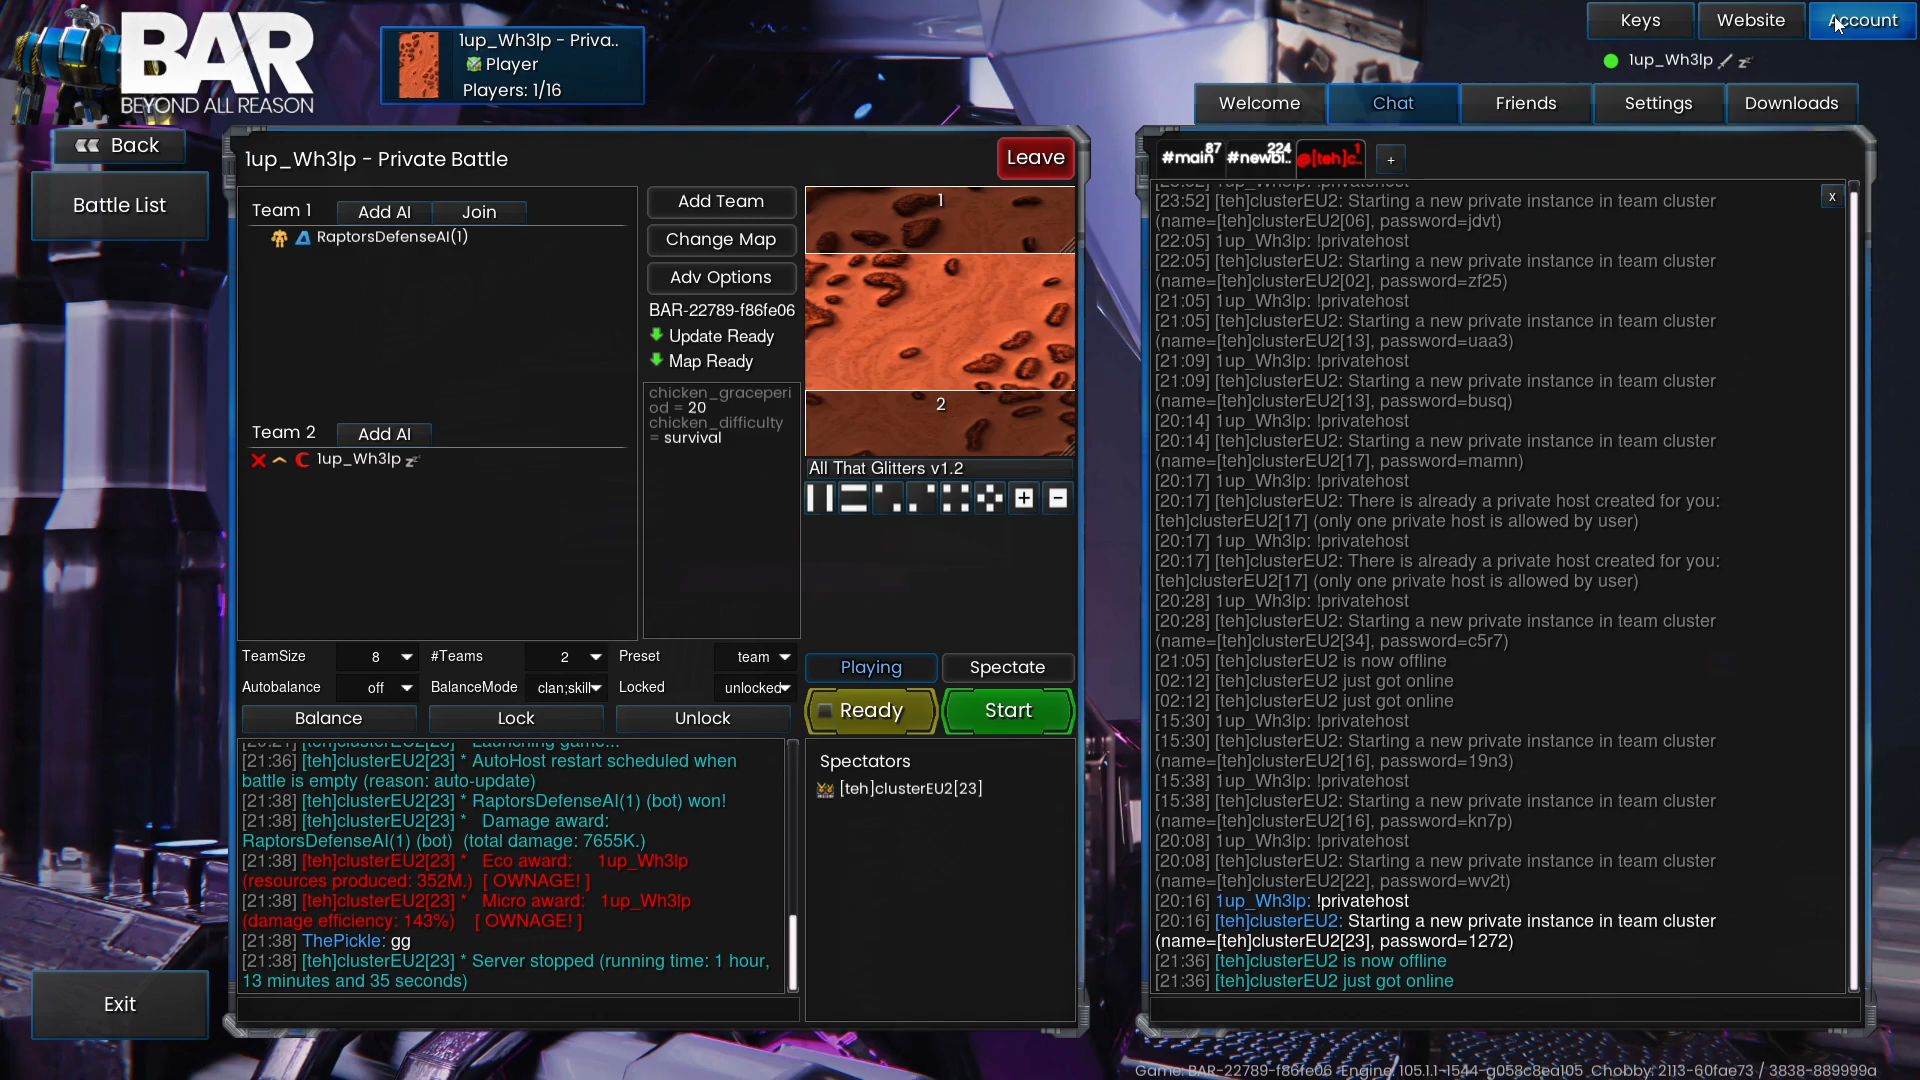 BAR
BEYOND ALL REASON
1up_Wh3lp - Priva..
Player
Players: 1/16
Keys
Website
Account
1up_Wh3lp
Welcome
Chat
Friends
Settings
Downloads
Back
Battle List
Exit
1up_Wh3lp - Private Battle
Leave
Team 1
Add AI
Join
RaptorsDefenseAI(1)
Team 2
Add AI
1up_Wh3lp
Add Team
Change Map
Adv Options
BAR-22789-f86fe06
Update Ready
Map Ready
chicken_graceperi
od = 20
chicken_difficulty
= survival
1
2
All That Glitters v1.2
TeamSize
8
#Teams
2
Preset
team
Autobalance
off
BalanceMode
clan;skill
Locked
unlocked
Balance
Lock
Unlock
Playing
Spectate
Ready
Start
[21:36] [teh]clusterEU2[23] * AutoHost restart scheduled when
battle is empty (reason: auto-update)
[21:38] [teh]clusterEU2[23] * RaptorsDefenseAI(1) (bot) won!
[21:38] [teh]clusterEU2[23] * Damage award:
RaptorsDefenseAI(1) (bot) (total damage: 7655K.)
[21:38] [teh]clusterEU2[23] * Eco award: 1up_Wh3lp
(resources produced: 352M.) [ OWNAGE! ]
[21:38] [teh]clusterEU2[23] * Micro award: 1up_Wh3lp
(damage efficiency: 143%) [ OWNAGE! ]
[21:38] ThePickle: gg
[21:38] [teh]clusterEU2[23] * Server stopped (running time: 1 hour,
13 minutes and 35 seconds)
Spectators
[teh]clusterEU2[23]
#main 87
#newbi.. 224
@[teh]c.. 1
+
x
[23:52] [teh]clusterEU2: Starting a new private instance in team cluster
(name=[teh]clusterEU2[06], password=jdvt)
[22:05] 1up_Wh3lp: !privatehost
[22:05] [teh]clusterEU2: Starting a new private instance in team cluster
(name=[teh]clusterEU2[02], password=zf25)
[21:05] 1up_Wh3lp: !privatehost
[21:05] [teh]clusterEU2: Starting a new private instance in team cluster
(name=[teh]clusterEU2[13], password=uaa3)
[21:09] 1up_Wh3lp: !privatehost
[21:09] [teh]clusterEU2: Starting a new private instance in team cluster
(name=[teh]clusterEU2[13], password=busq)
[20:14] 1up_Wh3lp: !privatehost
[20:14] [teh]clusterEU2: Starting a new private instance in team cluster
(name=[teh]clusterEU2[17], password=mamn)
[20:17] 1up_Wh3lp: !privatehost
[20:17] [teh]clusterEU2: There is already a private host created for you:
[teh]clusterEU2[17] (only one private host is allowed by user)
[20:17] 1up_Wh3lp: !privatehost
[20:17] [teh]clusterEU2: There is already a private host created for you:
[teh]clusterEU2[17] (only one private host is allowed by user)
[20:28] 1up_Wh3lp: !privatehost
[20:28] [teh]clusterEU2: Starting a new private instance in team cluster
(name=[teh]clusterEU2[34], password=c5r7)
[21:05] [teh]clusterEU2 is now offline
[02:12] [teh]clusterEU2 just got online
[02:12] [teh]clusterEU2 just got online
[15:30] 1up_Wh3lp: !privatehost
[15:30] [teh]clusterEU2: Starting a new private instance in team cluster
(name=[teh]clusterEU2[16], password=19n3)
[15:38] 1up_Wh3lp: !privatehost
[15:38] [teh]clusterEU2: Starting a new private instance in team cluster
(name=[teh]clusterEU2[16], password=kn7p)
[20:08] 1up_Wh3lp: !privatehost
[20:08] [teh]clusterEU2: Starting a new private instance in team cluster
(name=[teh]clusterEU2[22], password=wv2t)
[20:16] 1up_Wh3lp: !privatehost
[20:16] [teh]clusterEU2: Starting a new private instance in team cluster
(name=[teh]clusterEU2[23], password=1272)
[21:36] [teh]clusterEU2 is now offline
[21:36] [teh]clusterEU2 just got online
Game: BAR-22789-f86fe06 Engine: 105.1.1-1544-g058c8ea105 Chobby: 2113-60fae73 / 3838-889999a